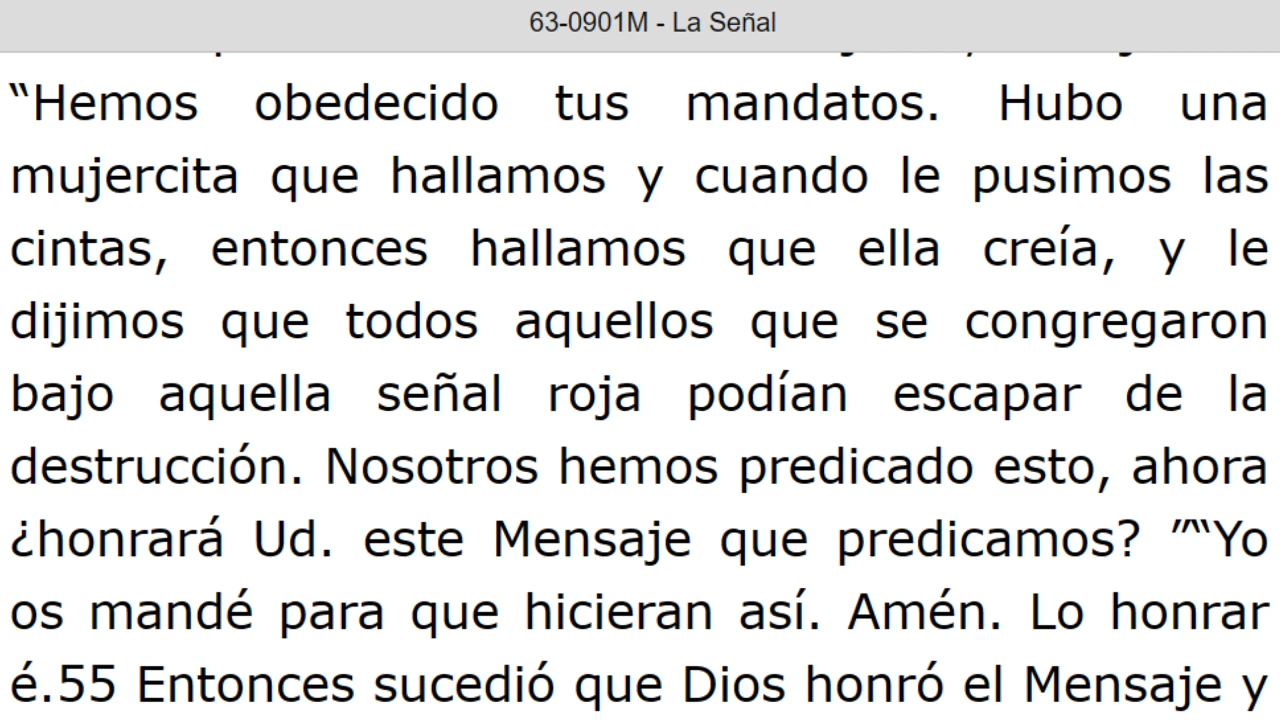 63-0901M - La Señal
“Hemos obedecido tus mandatos. Hubo una
mujercita que hallamos y cuando le pusimos las
cintas, entonces hallamos que ella creía, y le
dijimos que todos aquellos que se congregaron
bajo aquella señal roja podían escapar de la
destrucción. Nosotros hemos predicado esto, ahora
¿honrará Ud. este Mensaje que predicamos? ”“Yo
os mandé para que hicieran así. Amén. Lo honrar
é.55 Entonces sucedió que Dios honró el Mensaje y